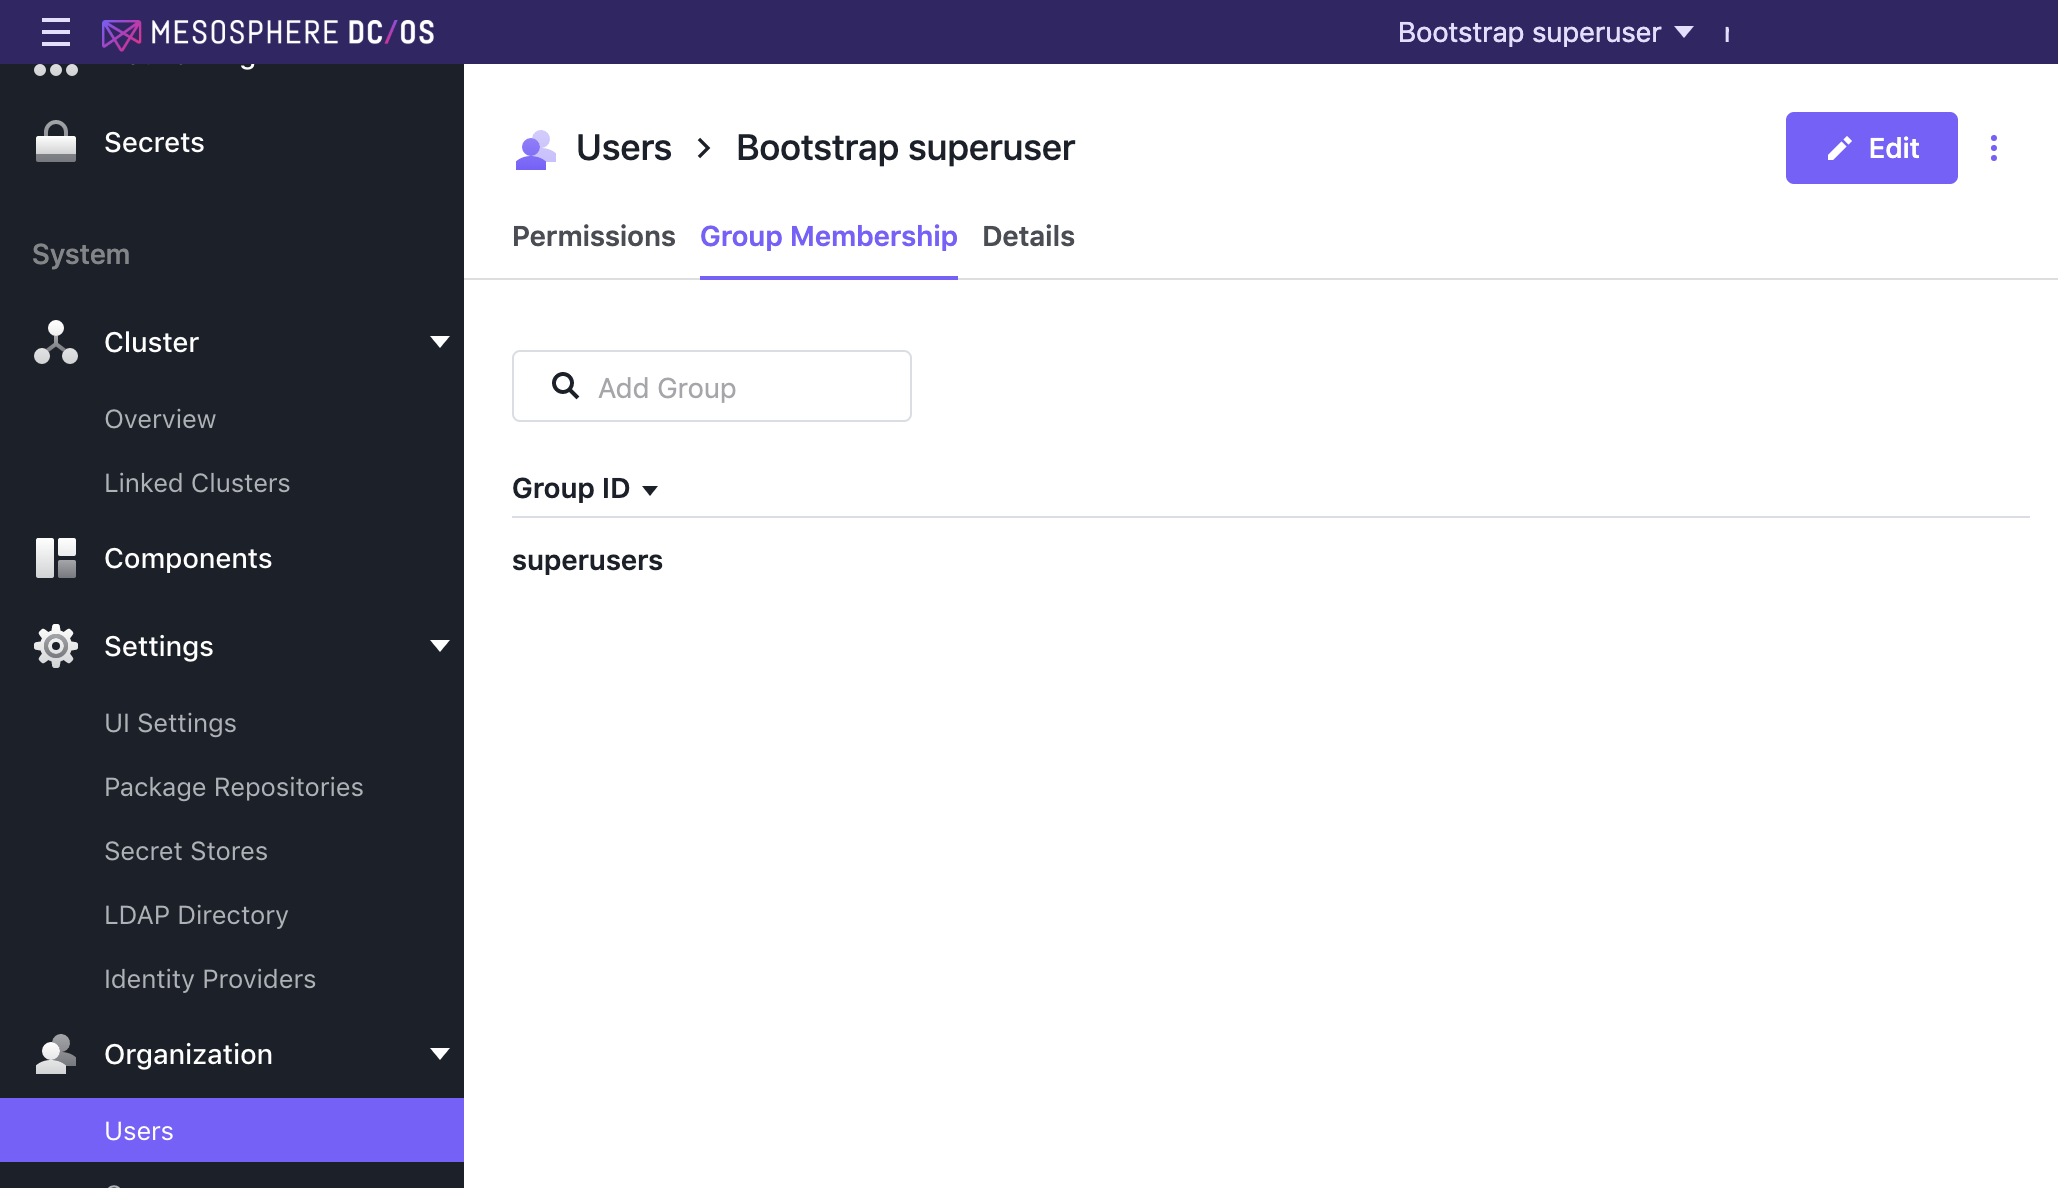 MESOSPHERE DC/OS
Bootstrap superuser
Secrets
System
Cluster
Overview
Linked Clusters
Components
Settings
UI Settings
Package Repositories
Secret Stores
LDAP Directory
Identity Providers
Organization
Users
Users > Bootstrap superuser
Edit
Permissions Group Membership Details
Add Group
Group ID
superusers